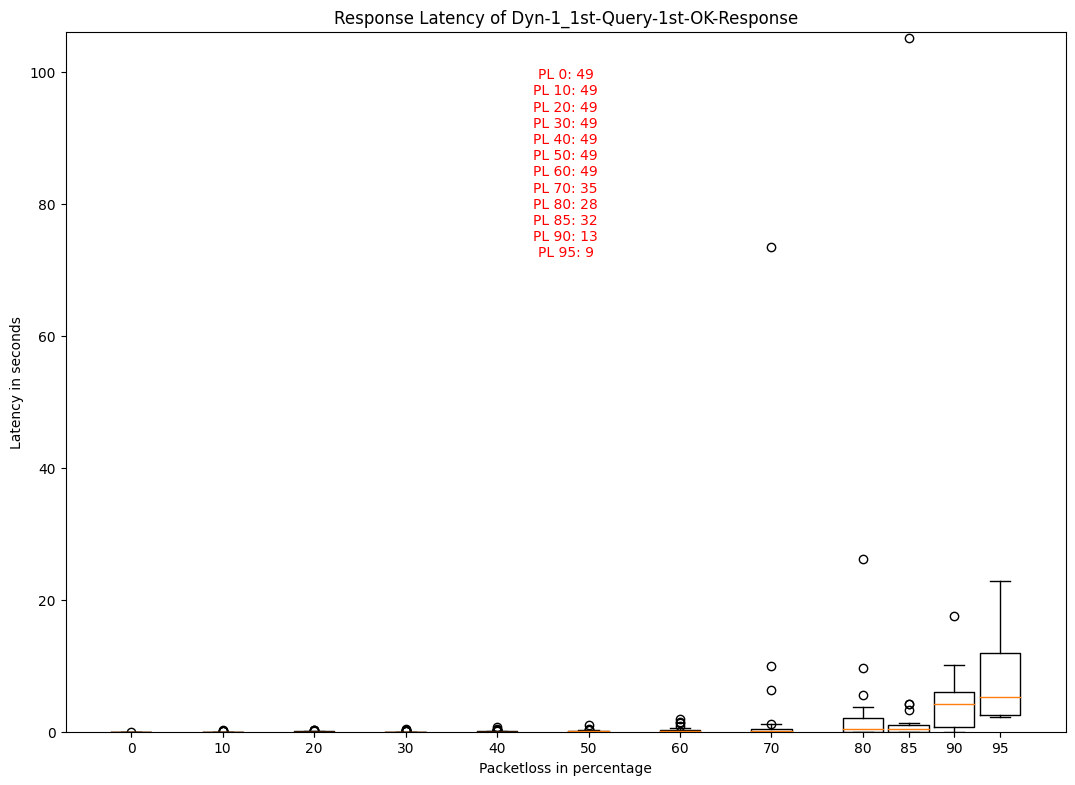 Response Latency of Dyn-1_1st-Query-1st-OK-Response
100
80
60
40
20
0
Latency in seconds
PL 0: 49
PL 10: 49
PL 20: 49
PL 30: 49
PL 40: 49
PL 50: 49
PL 60: 49
PL 70: 35
PL 80: 28
PL 85: 32
PL 90: 13
PL 95: 9
0 10 20 30 40 50 60 70 80 85 90 95
Packetloss in percentage